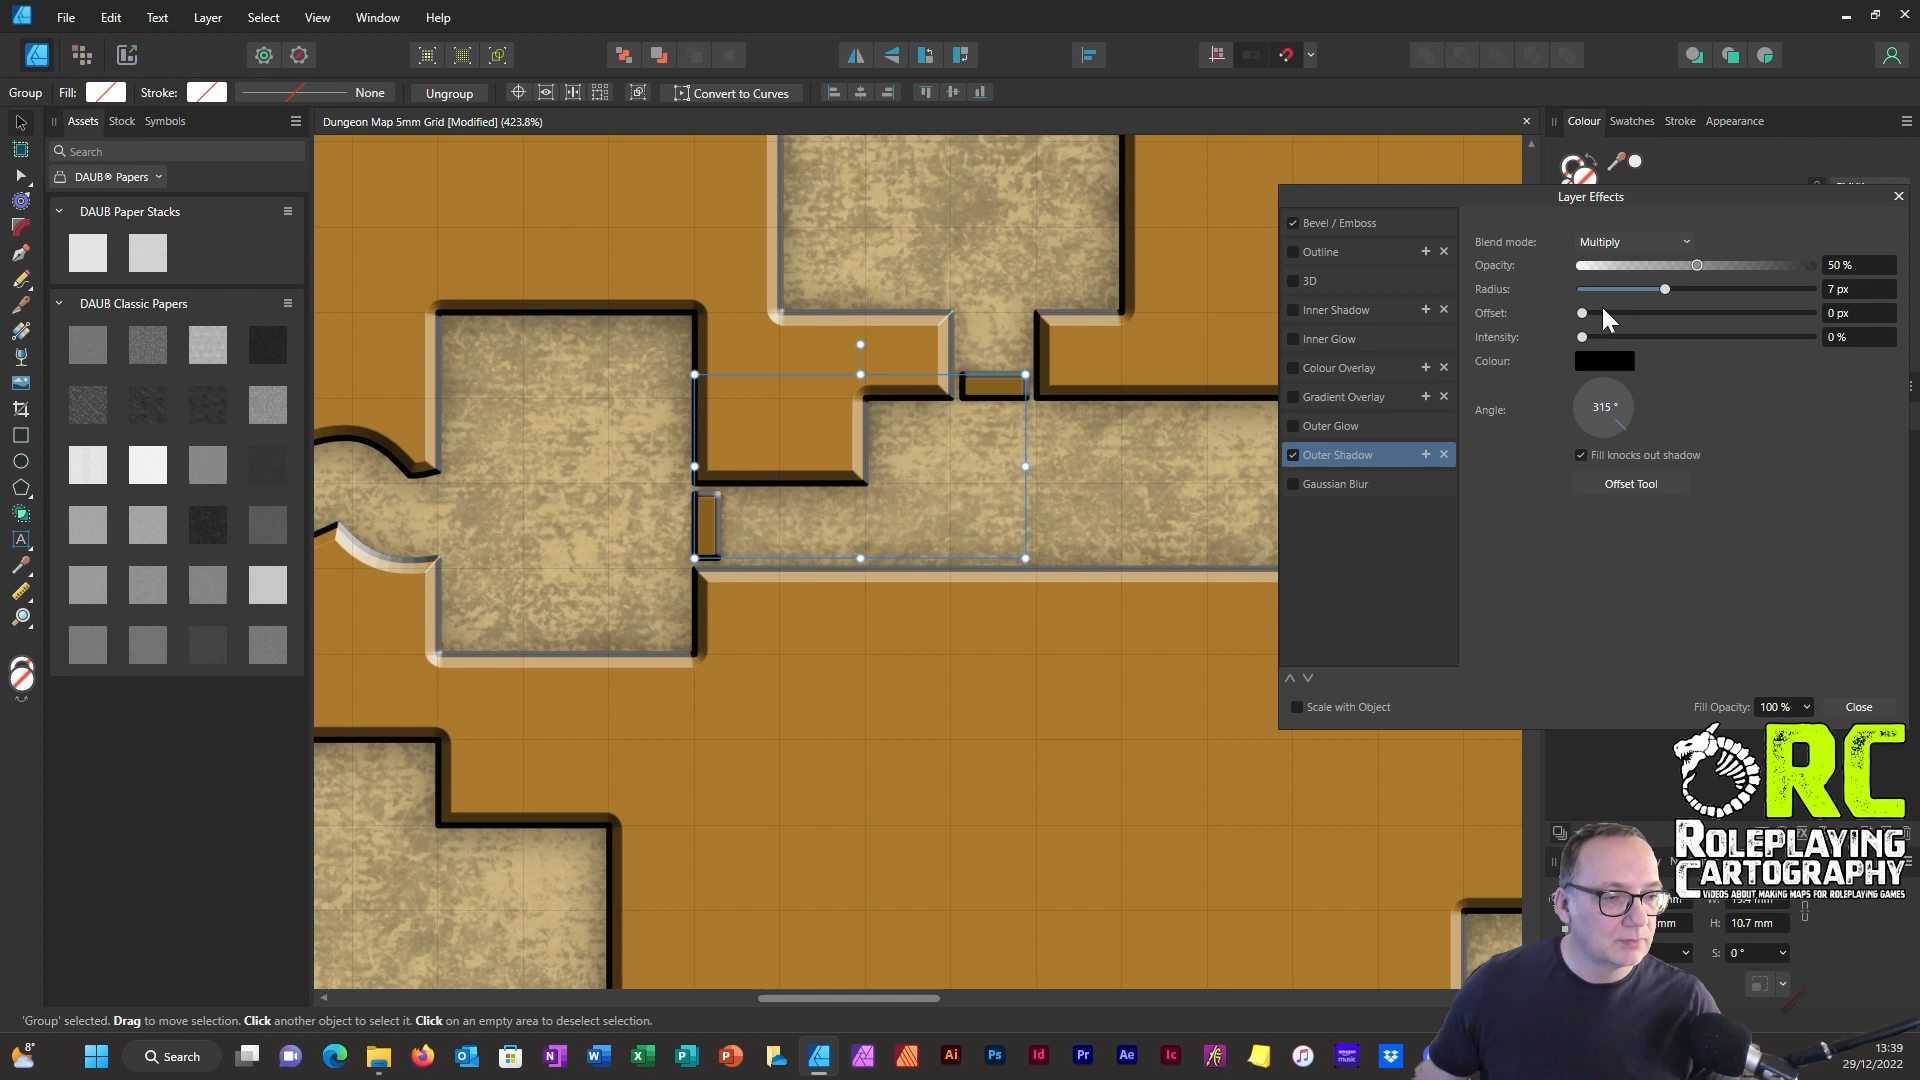 File Edit Text Layer Select View Window Help
Group Fill: Stroke: None Ungroup Convert to Curves
Assets Stock Symbols
Dungeon Map 5mm Grid [Modified] (423.8%)
Colour Swatches Stroke Appearance
Search
DAUB® Papers
DAUB Paper Stacks
DAUB Classic Papers
Layer Effects
Bevel / Emboss
Outline
3D
Inner Shadow
Inner Glow
Colour Overlay
Gradient Overlay
Outer Glow
Outer Shadow
Gaussian Blur
Blend mode: Multiply
Opacity: 50 %
Radius: 7 px
Offset: 0 px
Intensity: 0 %
Colour:
Angle: 315 °
Fill knocks out shadow
Offset Tool
Scale with Object
Fill Opacity: 100 % Close
RC
ROLEPLAYING
CARTOGRAPHY
VIDEOS ABOUT MAKING MAPS FOR ROLEPLAYING GAMES
mm H: 10.7 mm
S: 0 °
'Group' selected. Drag to move selection. Click another object to select it. Click on an empty area to deselect selection.
8°
Search
Ai Ps Id Pr Ae Ic
13:39
29/12/2022